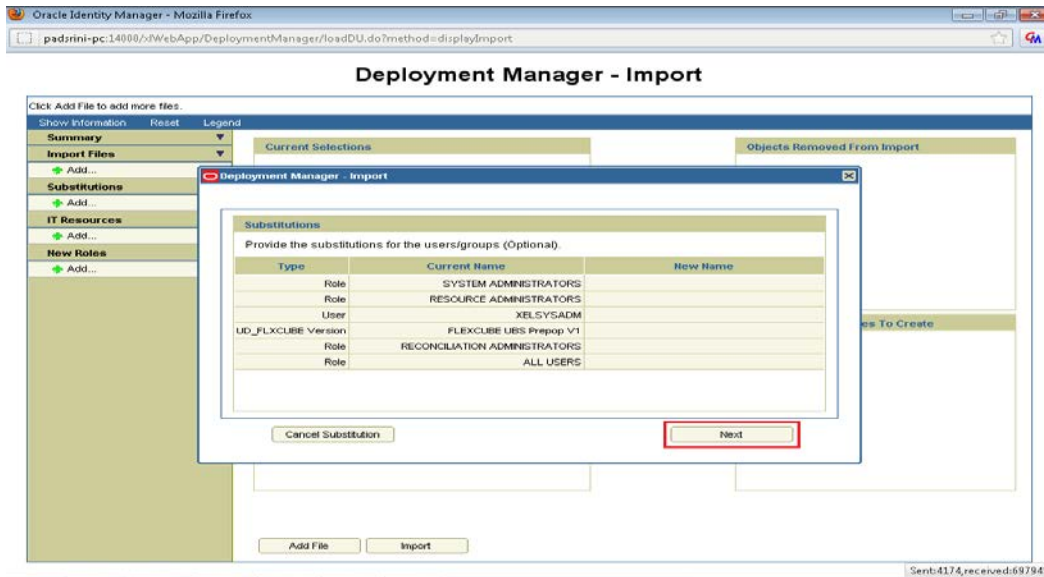 Oracle Identity Manager - Mozilla Firefox
padsrini-pc:14000/xlWebApp/DeploymentManager/loadDU.do?method=displayImport
Deployment Manager - Import
Click Add File to add more files.
Show Information Reset Legend
Summary
Import Files
Add...
Substitutions
Add...
IT Resources
Add...
New Roles
Add...
Current Selections
Objects Removed From Import
Deployment Manager - Import
Substitutions
Provide the substitutions for the users/groups (Optional).
Type Current Name New Name
Role SYSTEM ADMINISTRATORS
Role RESOURCE ADMINISTRATORS
User XELSYSADM
UD_FLXCUBE Version FLEXCUBE UBS Prepop V1
Role RECONCILIATION ADMINISTRATORS
Role ALL USERS
Cancel Substitution Next
To Create
Add File Import
Sent:4174,received:69794